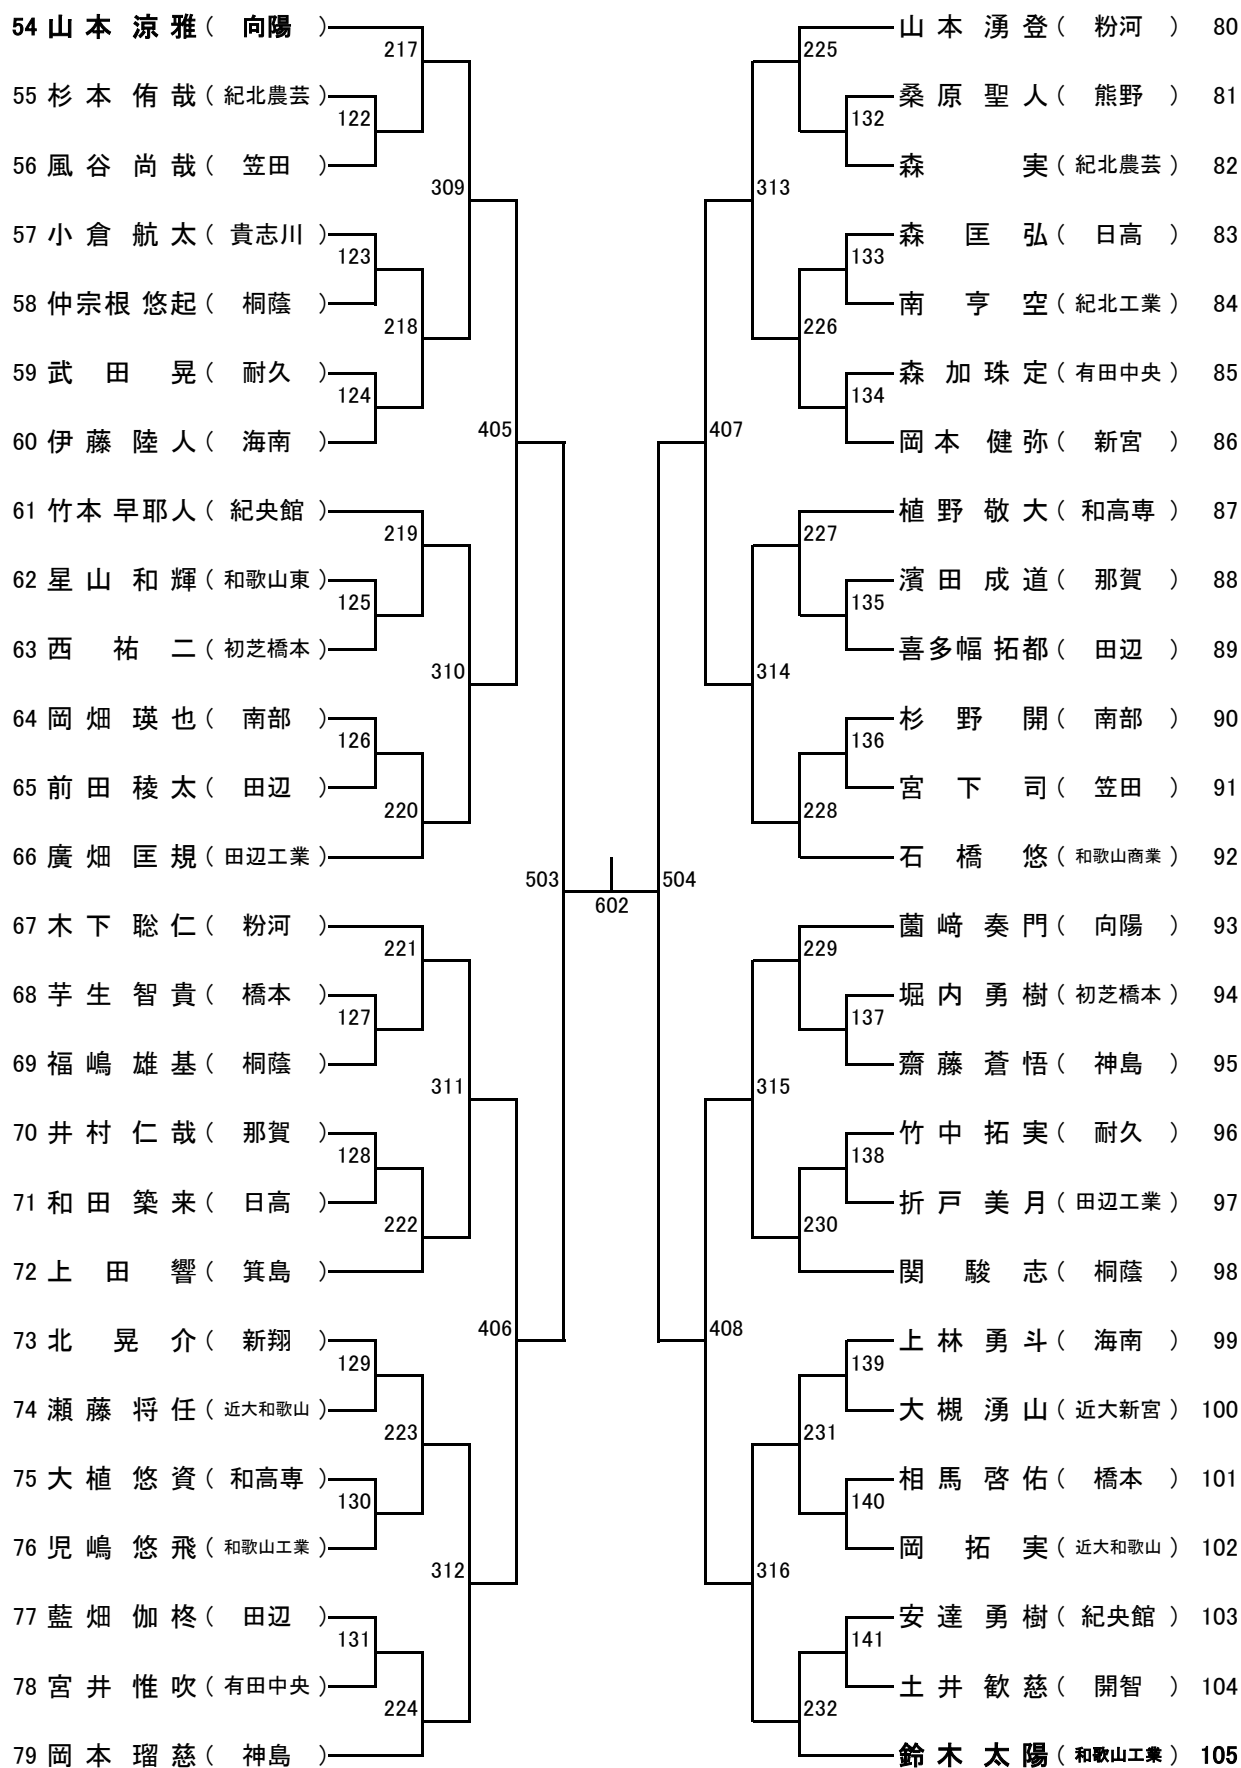 54 山本 涼雅 ( 向陽 )
217
55 杉本 侑哉 ( 紀北農芸 )
122
56 風谷 尚哉 ( 笠田 )
309
57 小倉 航太 ( 貴志川 )
123
58 仲宗根 悠起 ( 桐蔭 )
218
59 武田 晃 ( 耐久 )
124
60 伊藤 陸人 ( 海南 )
405
61 竹本 早耶人 ( 紀央館 )
219
62 星山 和輝 ( 和歌山東 )
125
63 西 祐二 ( 初芝橋本 )
310
64 岡畑 瑛也 ( 南部 )
126
65 前田 稜太 ( 田辺 )
220
66 廣畑 匡規 ( 田辺工業 )
503
67 木下 聡仁 ( 粉河 )
221
68 芋生 智貴 ( 橋本 )
127
69 福嶋 雄基 ( 桐蔭 )
311
70 井村 仁哉 ( 那賀 )
128
71 和田 築来 ( 日高 )
222
72 上田 響 ( 箕島 )
406
73 北 晃介 ( 新翔 )
129
74 瀬藤 将任 ( 近大和歌山 )
223
75 大植 悠資 ( 和高専 )
130
76 児嶋 悠飛 ( 和歌山工業 )
312
77 藍畑 伽柊 ( 田辺 )
131
78 宮井 惟吹 ( 有田中央 )
224
79 岡本 瑠慈 ( 神島 )
602
山本 湧登 ( 粉河 ) 80
225
桑原 聖人 ( 熊野 ) 81
132
森 実 ( 紀北農芸 ) 82
313
森 匡弘 ( 日高 ) 83
133
南 亨空 ( 紀北工業 ) 84
226
森 加珠定 ( 有田中央 ) 85
134
岡本 健弥 ( 新宮 ) 86
407
植野 敬大 ( 和高専 ) 87
227
濱田 成道 ( 那賀 ) 88
135
喜多幅 拓都 ( 田辺 ) 89
314
杉野 開 ( 南部 ) 90
136
宮下 司 ( 笠田 ) 91
228
石橋 悠 ( 和歌山商業 ) 92
504
薗﨑 奏門 ( 向陽 ) 93
229
堀内 勇樹 ( 初芝橋本 ) 94
137
齋藤 蒼悟 ( 神島 ) 95
315
竹中 拓実 ( 耐久 ) 96
138
折戸 美月 ( 田辺工業 ) 97
230
関 駿志 ( 桐蔭 ) 98
408
上林 勇斗 ( 海南 ) 99
139
大槻 湧山 ( 近大新宮 ) 100
231
相馬 啓佑 ( 橋本 ) 101
140
岡 拓実 ( 近大和歌山 ) 102
316
安達 勇樹 ( 紀央館 ) 103
141
土井 歓慈 ( 開智 ) 104
232
鈴木 太陽 ( 和歌山工業 ) 105